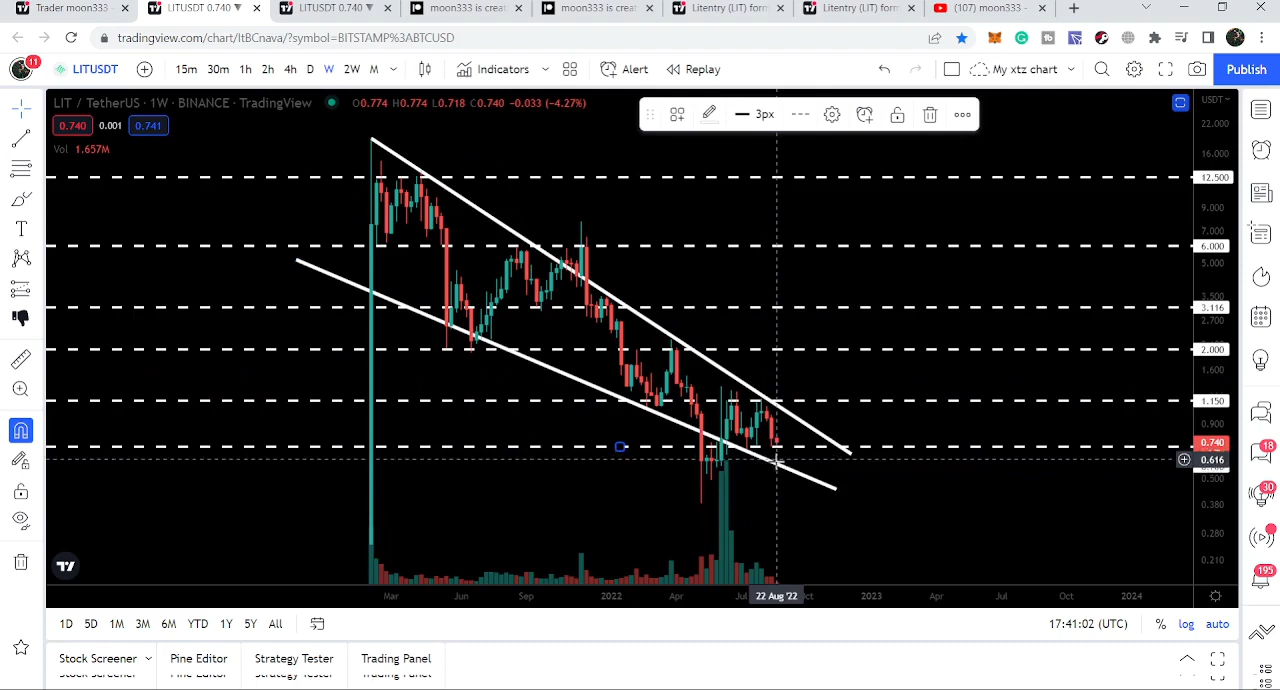 Trader moon333 -
LITUSDT 0.740 ▼
LITUSDT 0.740 ▼
moon333 is creat
moon333 is creat
Litentry (LIT) form
Litentry (LIT) form
(107) moon333 -
tradingview.com/chart/ltBCnava/?symbol=BITSTAMP%3ABTCUSD
11
LITUSDT
15m 30m 1h 2h 4h D W 2W M
Indicators
Alert
Replay
My xtz chart
Publish
LIT / TetherUS · 1W · BINANCE · TradingView
O0.774 H0.774 L0.718 C0.740 −0.033 (−4.27%)
0.740 0.001 0.741
Vol 1.657M
3px
USDT
22.000
16.000
12.500
9.000
7.000
6.000
5.000
3.500
3.116
2.700
2.000
1.600
1.150
0.900
0.740
0.616
0.500
0.380
0.280
0.210
18
30
195
Mar Jun Sep 2022 Apr Jul 22 Aug '22 Oct 2023 Apr Jul Oct 2024
1D 5D 1M 3M 6M YTD 1Y 5Y All
17:41:02 (UTC) % log auto
Stock Screener Pine Editor Strategy Tester Trading Panel